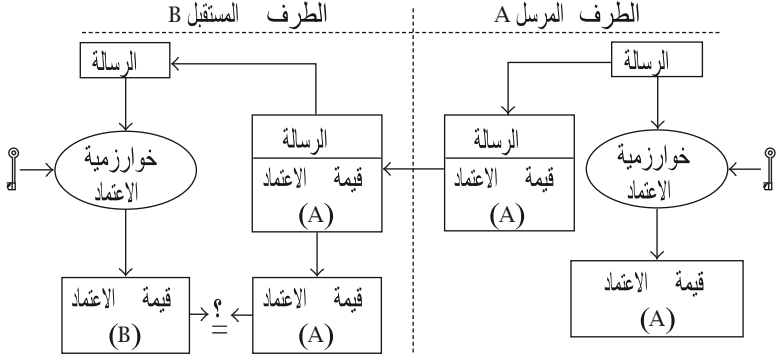 الطرف المرسل A
الطرف المستقبل B
الرسالة
الرسالة
الرسالة
قيمة الاعتماد
(A)
الرسالة
قيمة الاعتماد
(A)
خوارزمية
الاعتماد
خوارزمية
الاعتماد
قيمة الاعتماد
(A)
قيمة الاعتماد
(A)
؟
=
قيمة الاعتماد
(B)